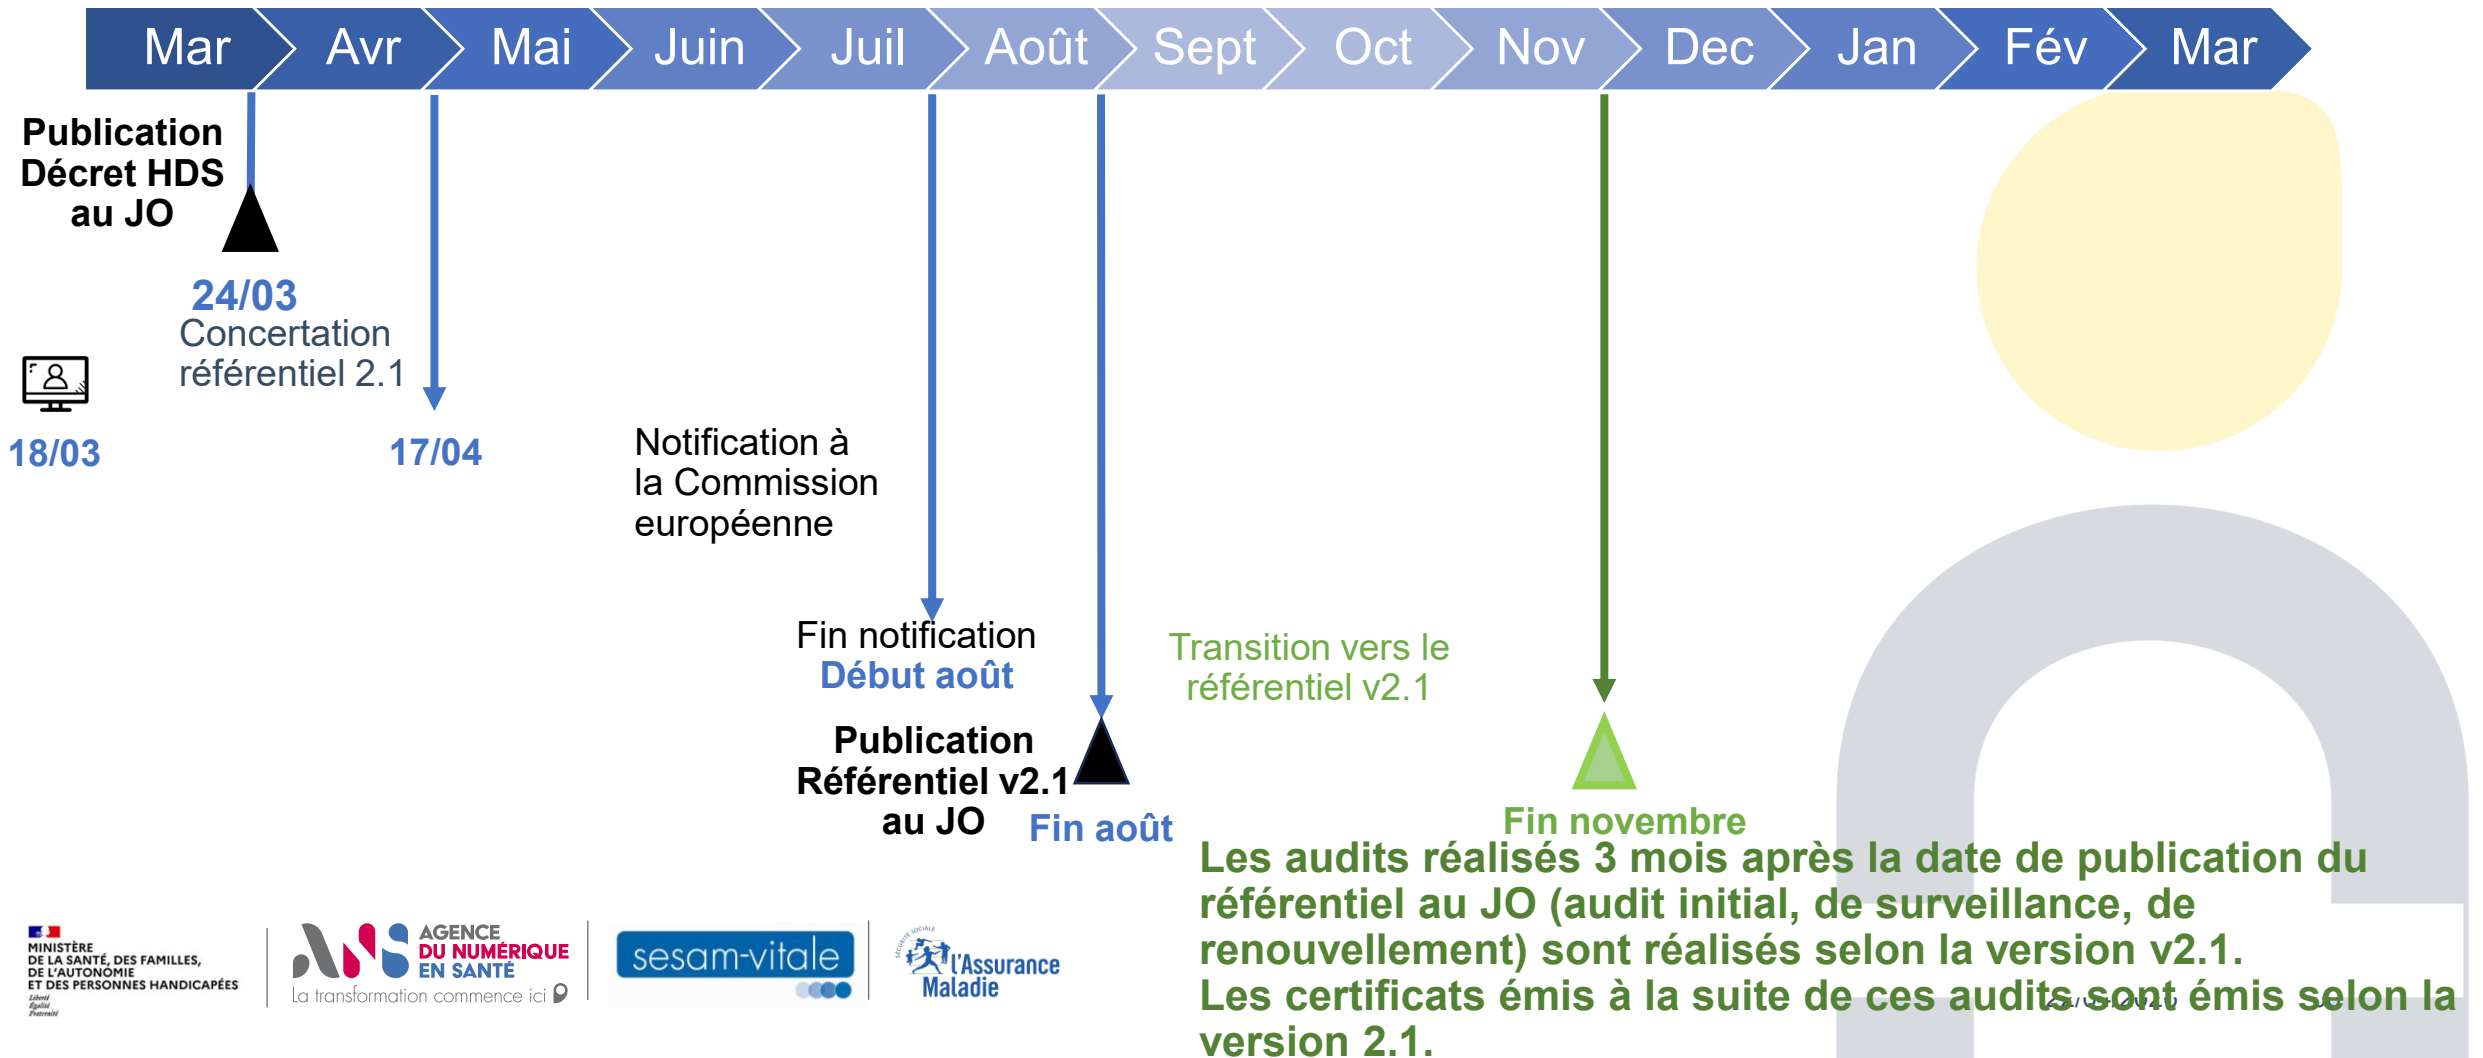 Mar Avr Mai Juin Juil Août Sept Oct Nov Dec Jan Fév Mar
Publication
Décret HDS
au JO
24/03
Concertation
référentiel 2.1
18/03
17/04
Notification à
la Commission
européenne
Fin notification
Début août
Publication
Référentiel v2.1
au JO
Fin août
Transition vers le
référentiel v2.1
Fin novembre
Les audits réalisés 3 mois après la date de publication du
référentiel au JO (audit initial, de surveillance, de
renouvellement) sont réalisés selon la version v2.1.
Les certificats émis à la suite de ces audits sont émis selon la
version 2.1.
MINISTÈRE
DE LA SANTÉ, DES FAMILLES,
DE L'AUTONOMIE
ET DES PERSONNES HANDICAPÉES
Liberté
Égalité
Fraternité
ANS
AGENCE
DU NUMÉRIQUE
EN SANTÉ
La transformation commence ici
sesam-vitale
SÉCURITÉ SOCIALE
l'Assurance
Maladie